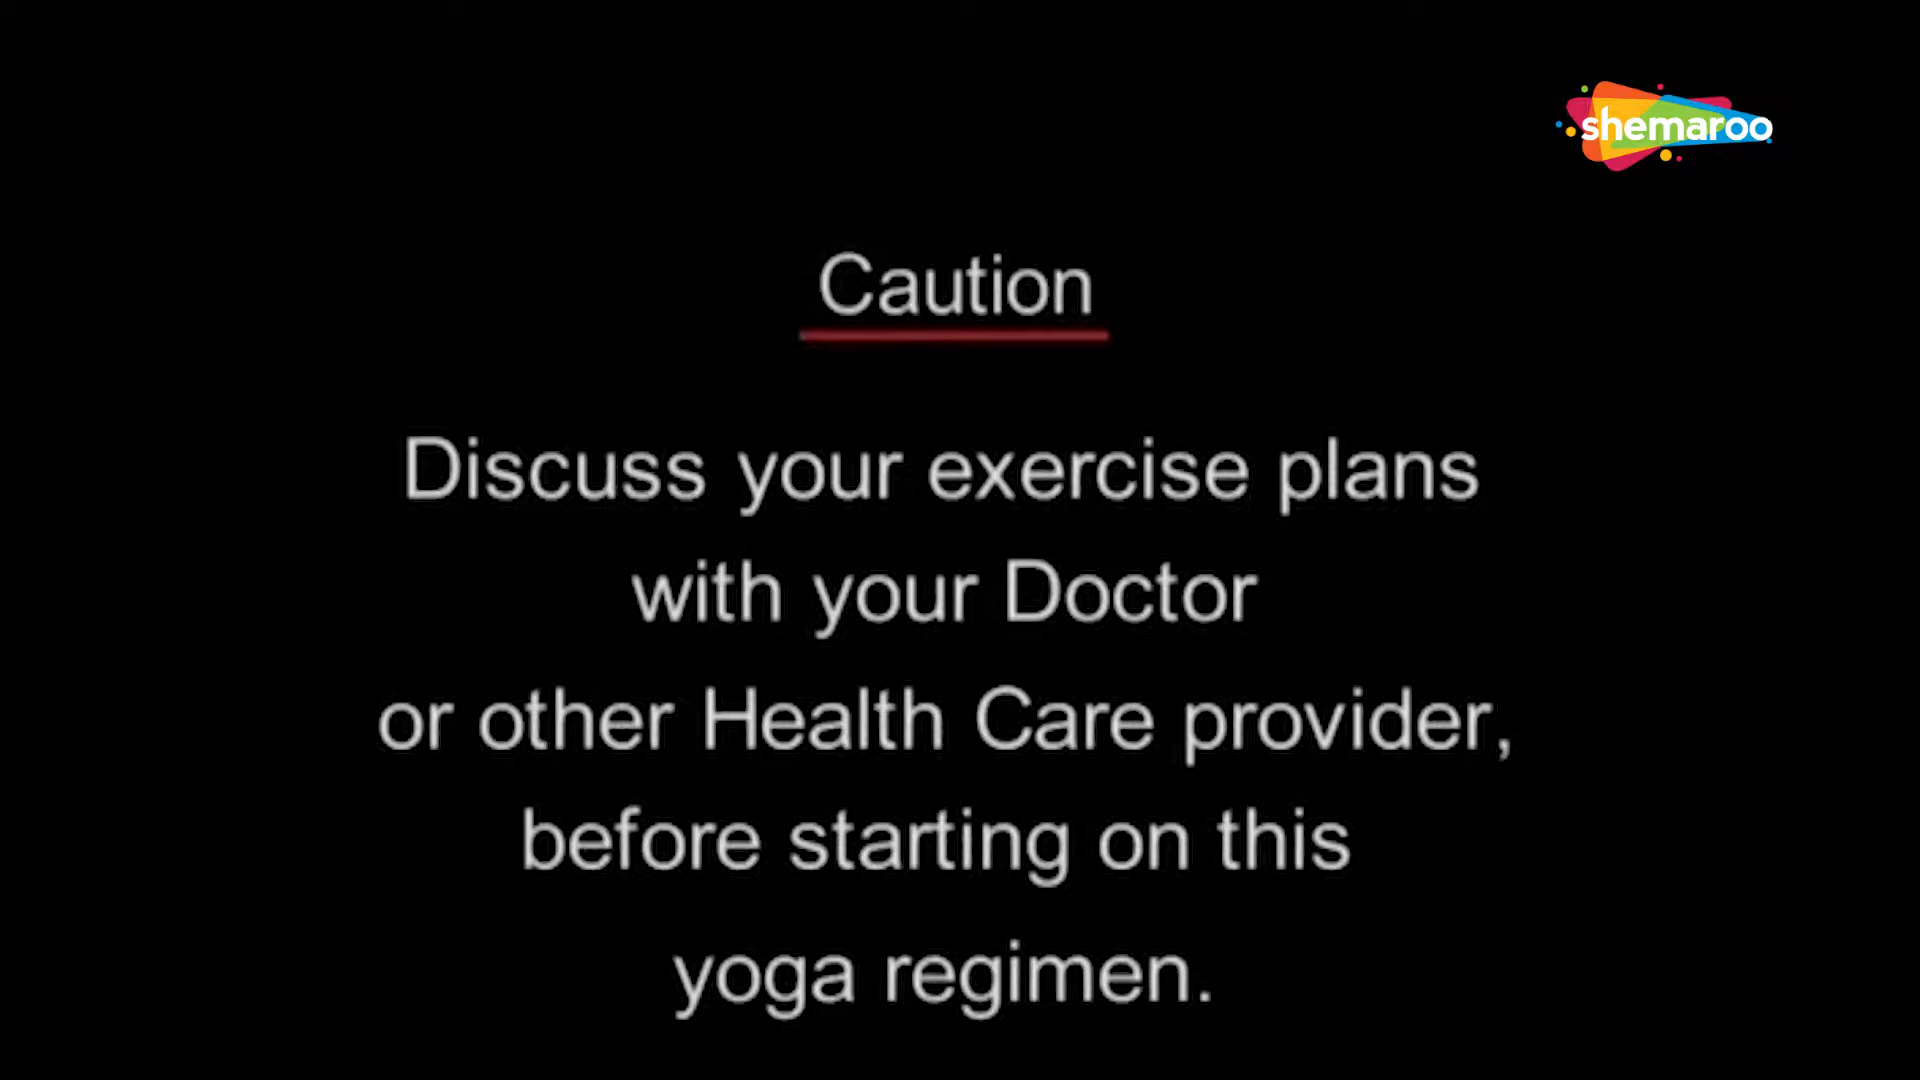 shemaroo
Caution
Discuss your exercise plans
with your Doctor
or other Health Care provider,
before starting on this
yoga regimen.